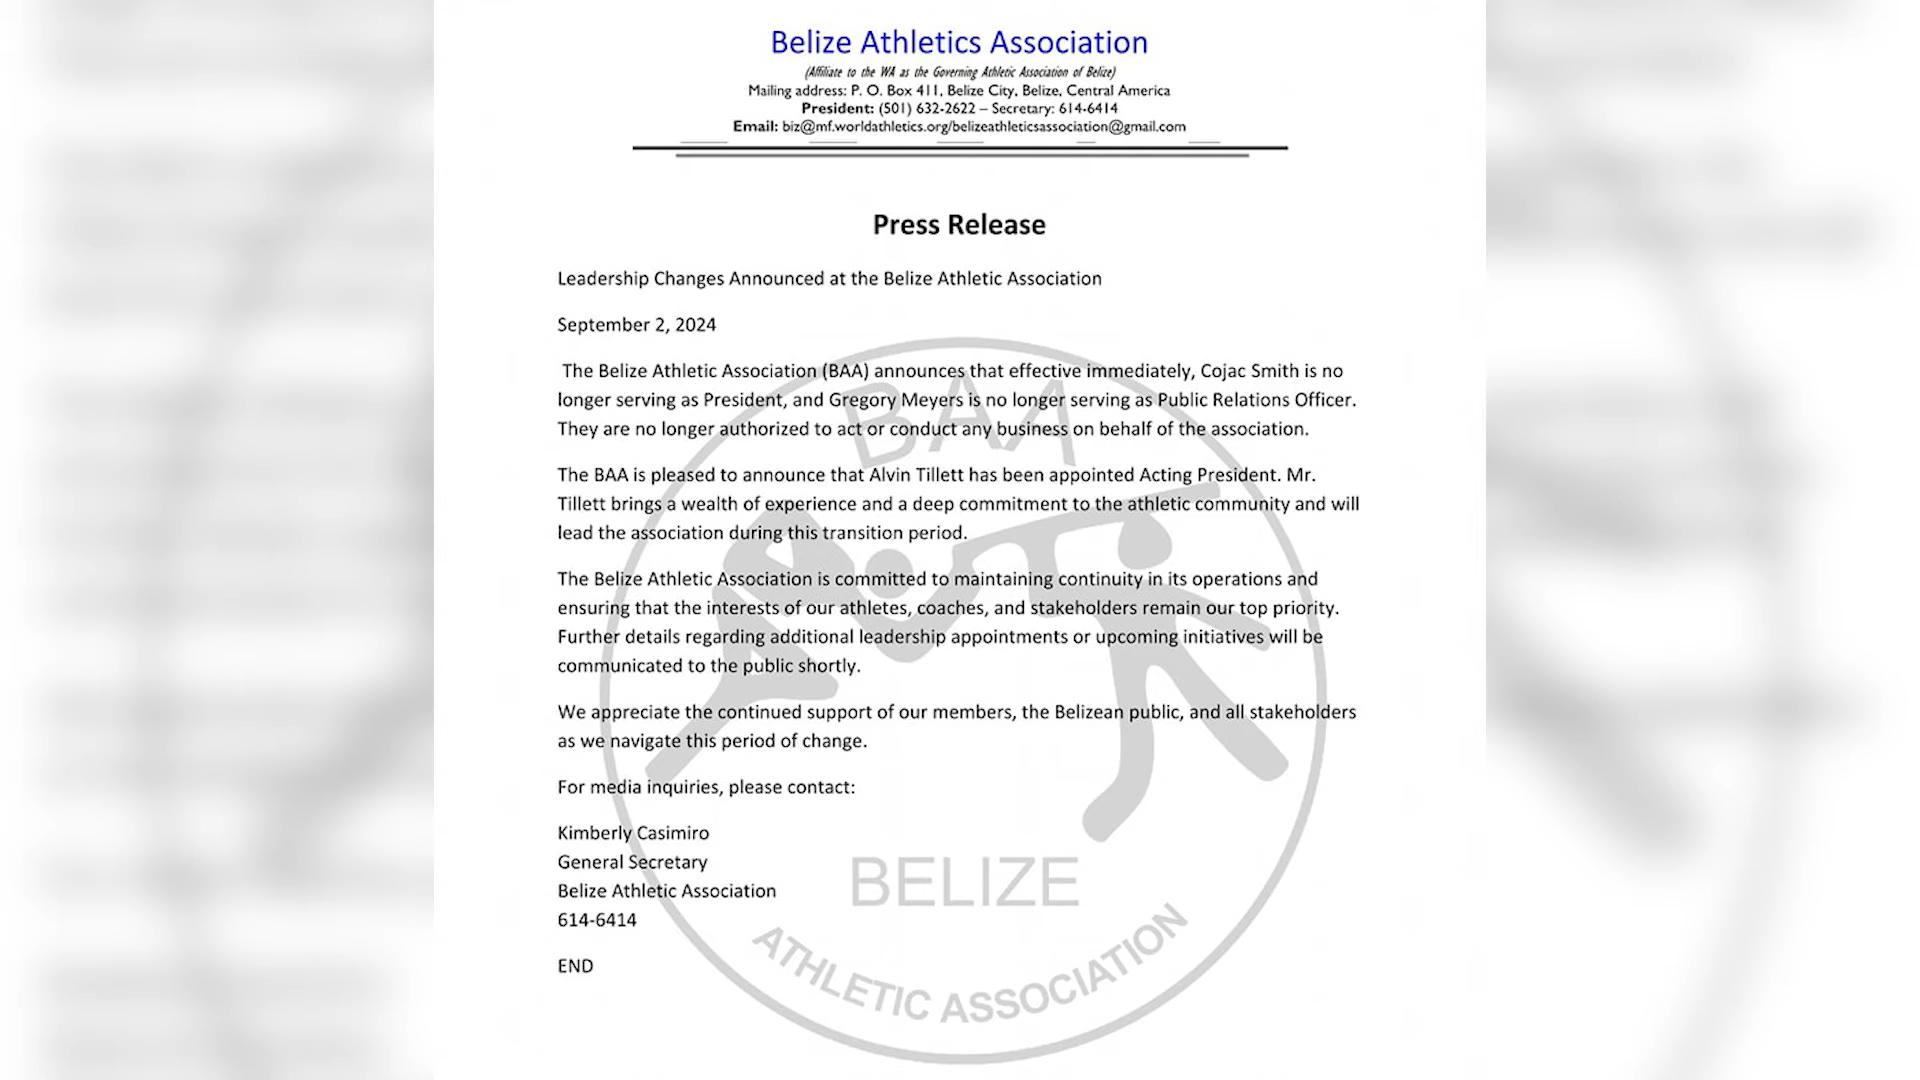 Belize Athletics Association
(Affiliate to the WA as the Governing Athletic Association of Belize)
Mailing address: P. O. Box 411, Belize City, Belize, Central America
President: (501) 632-2622 – Secretary: 614-6414
Email: biz@mf.worldathletics.org/belizeathleticsassociation@gmail.com
Press Release
Leadership Changes Announced at the Belize Athletic Association
September 2, 2024
The Belize Athletic Association (BAA) announces that effective immediately, Cojac Smith is no
longer serving as President, and Gregory Meyers is no longer serving as Public Relations Officer.
They are no longer authorized to act or conduct any business on behalf of the association.
The BAA is pleased to announce that Alvin Tillett has been appointed Acting President. Mr.
Tillett brings a wealth of experience and a deep commitment to the athletic community and will
lead the association during this transition period.
The Belize Athletic Association is committed to maintaining continuity in its operations and
ensuring that the interests of our athletes, coaches, and stakeholders remain our top priority.
Further details regarding additional leadership appointments or upcoming initiatives will be
communicated to the public shortly.
We appreciate the continued support of our members, the Belizean public, and all stakeholders
as we navigate this period of change.
For media inquiries, please contact:
Kimberly Casimiro
General Secretary
Belize Athletic Association
614-6414
END
BAA
BELIZE
ATHLETIC ASSOCIATION